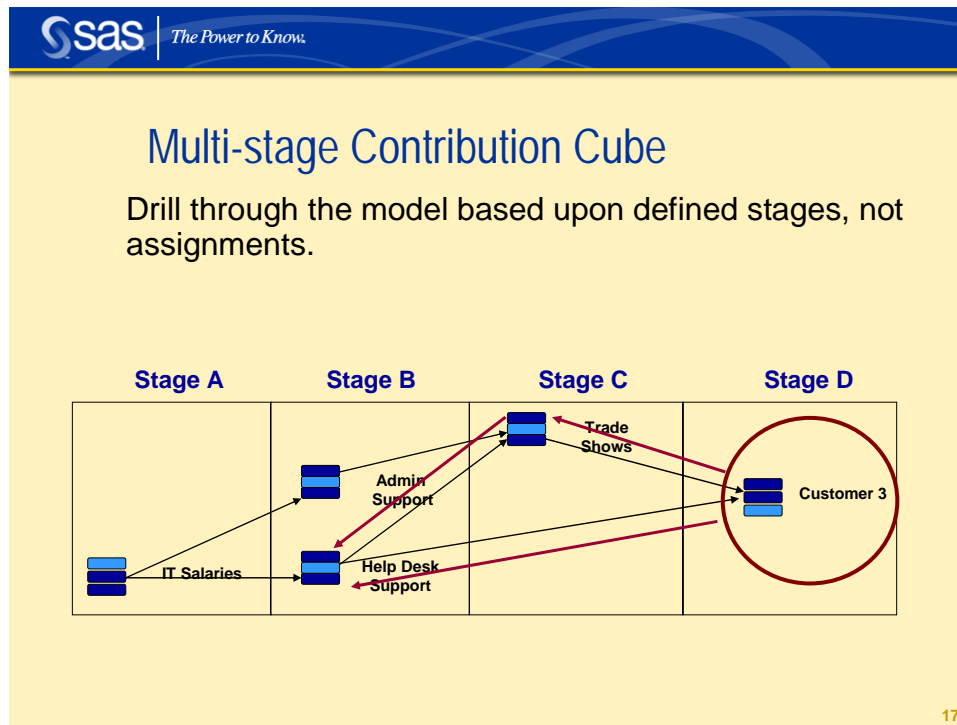 sas
The Power to Know.
Multi-stage Contribution Cube
Drill through the model based upon defined stages, not
assignments.
Stage A
Stage B
Stage C
Stage D
Trade
Shows
Admin
Support
Customer 3
IT Salaries
Help Desk
Support
17